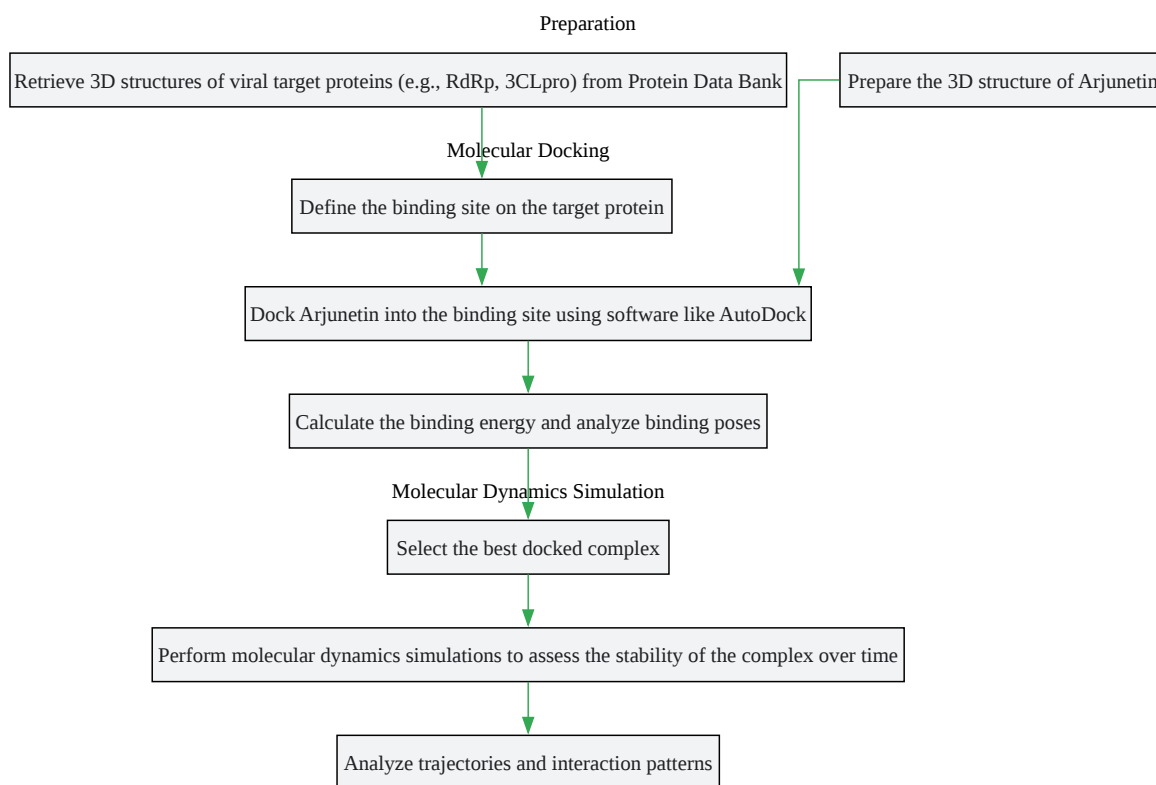 Preparation
Retrieve 3D structures of viral target proteins (e.g., RdRp, 3CLpro) from Protein Data Bank
Prepare the 3D structure of Arjunetin
Molecular Docking
Define the binding site on the target protein
Dock Arjunetin into the binding site using software like AutoDock
Calculate the binding energy and analyze binding poses
Molecular Dynamics Simulation
Select the best docked complex
Perform molecular dynamics simulations to assess the stability of the complex over time
Analyze trajectories and interaction patterns